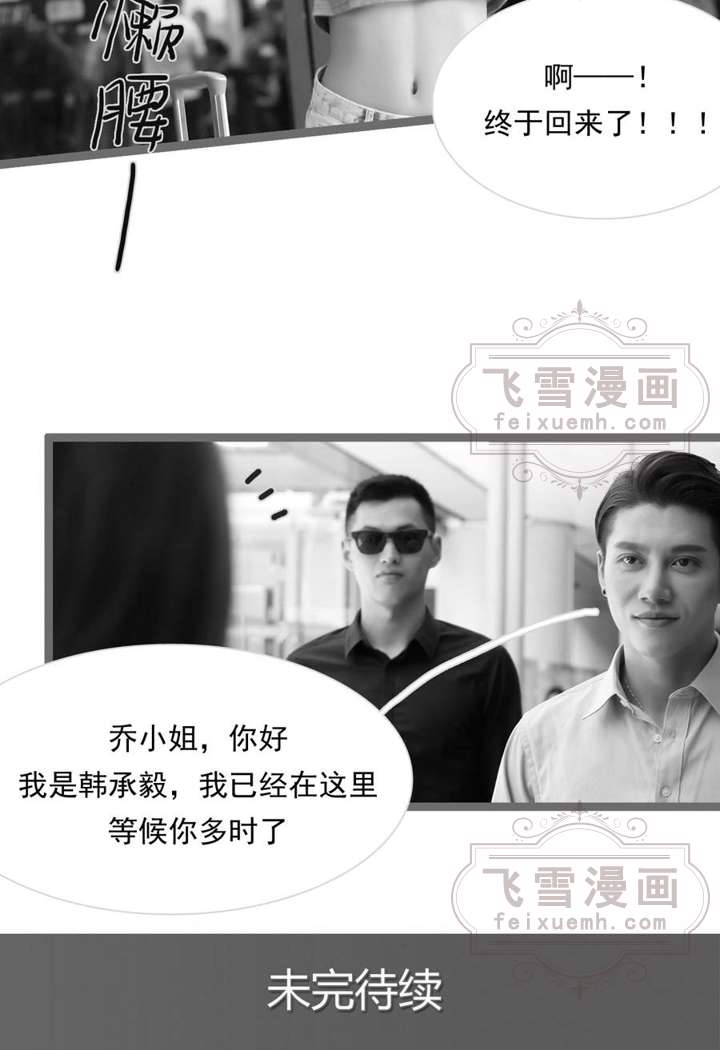 懒
腰
啊——！
终于回来了！！！
飞雪漫画
feixuemh.com
乔小姐，你好
我是韩承毅，我已经在这里
等候你多时了
飞雪漫画
feixuemh.com
未完待续